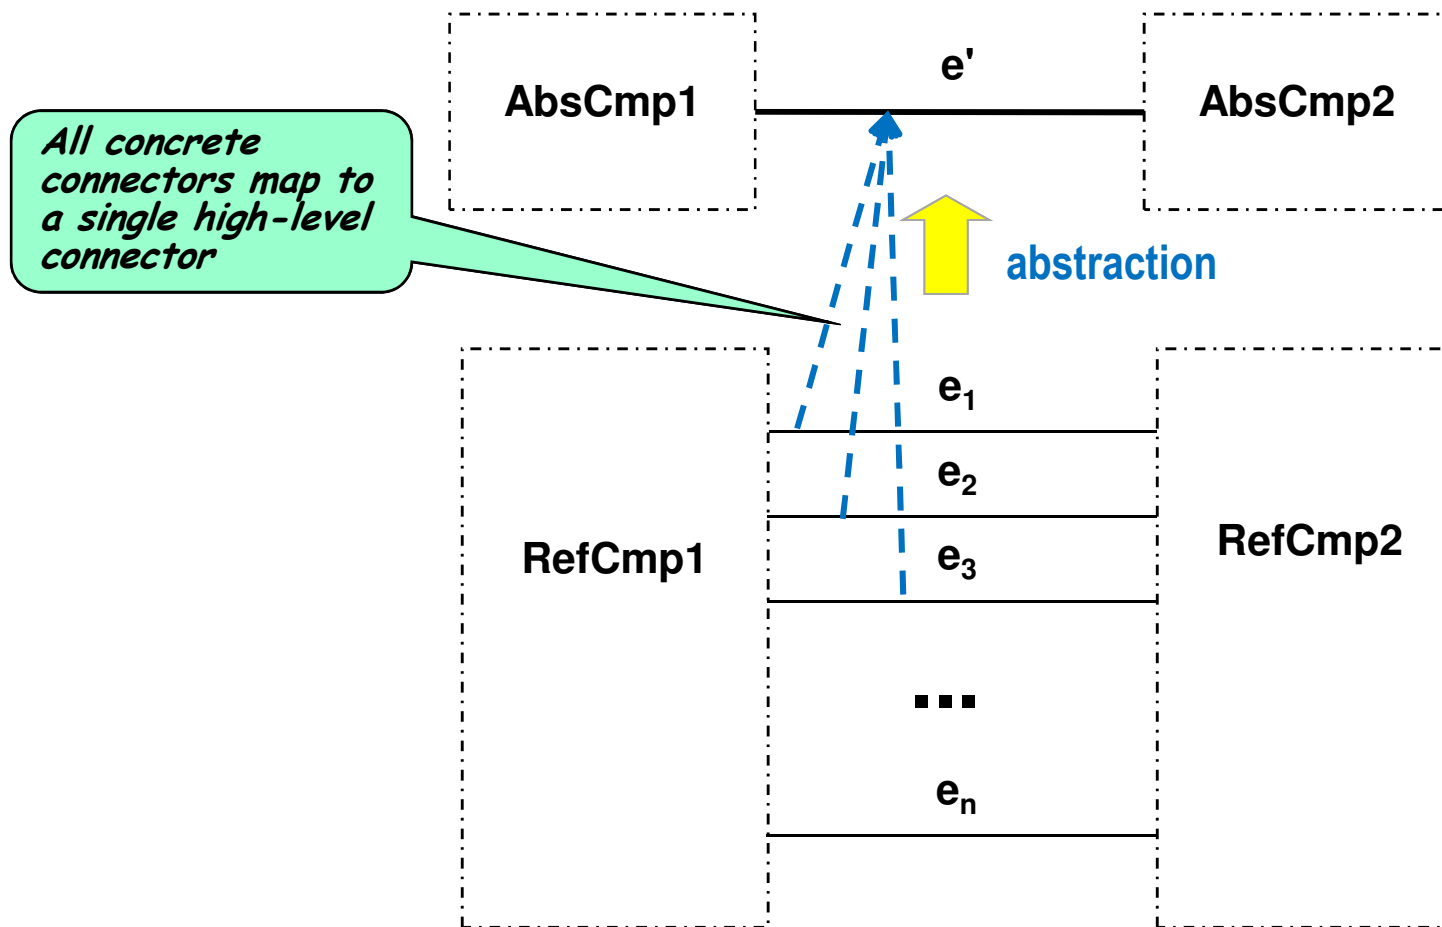 e'
AbsCmp1
AbsCmp2
All concrete
connectors map to
a single high-level
connector
abstraction
e₁
e₂
RefCmp1
RefCmp2
e₃
...
eₙ